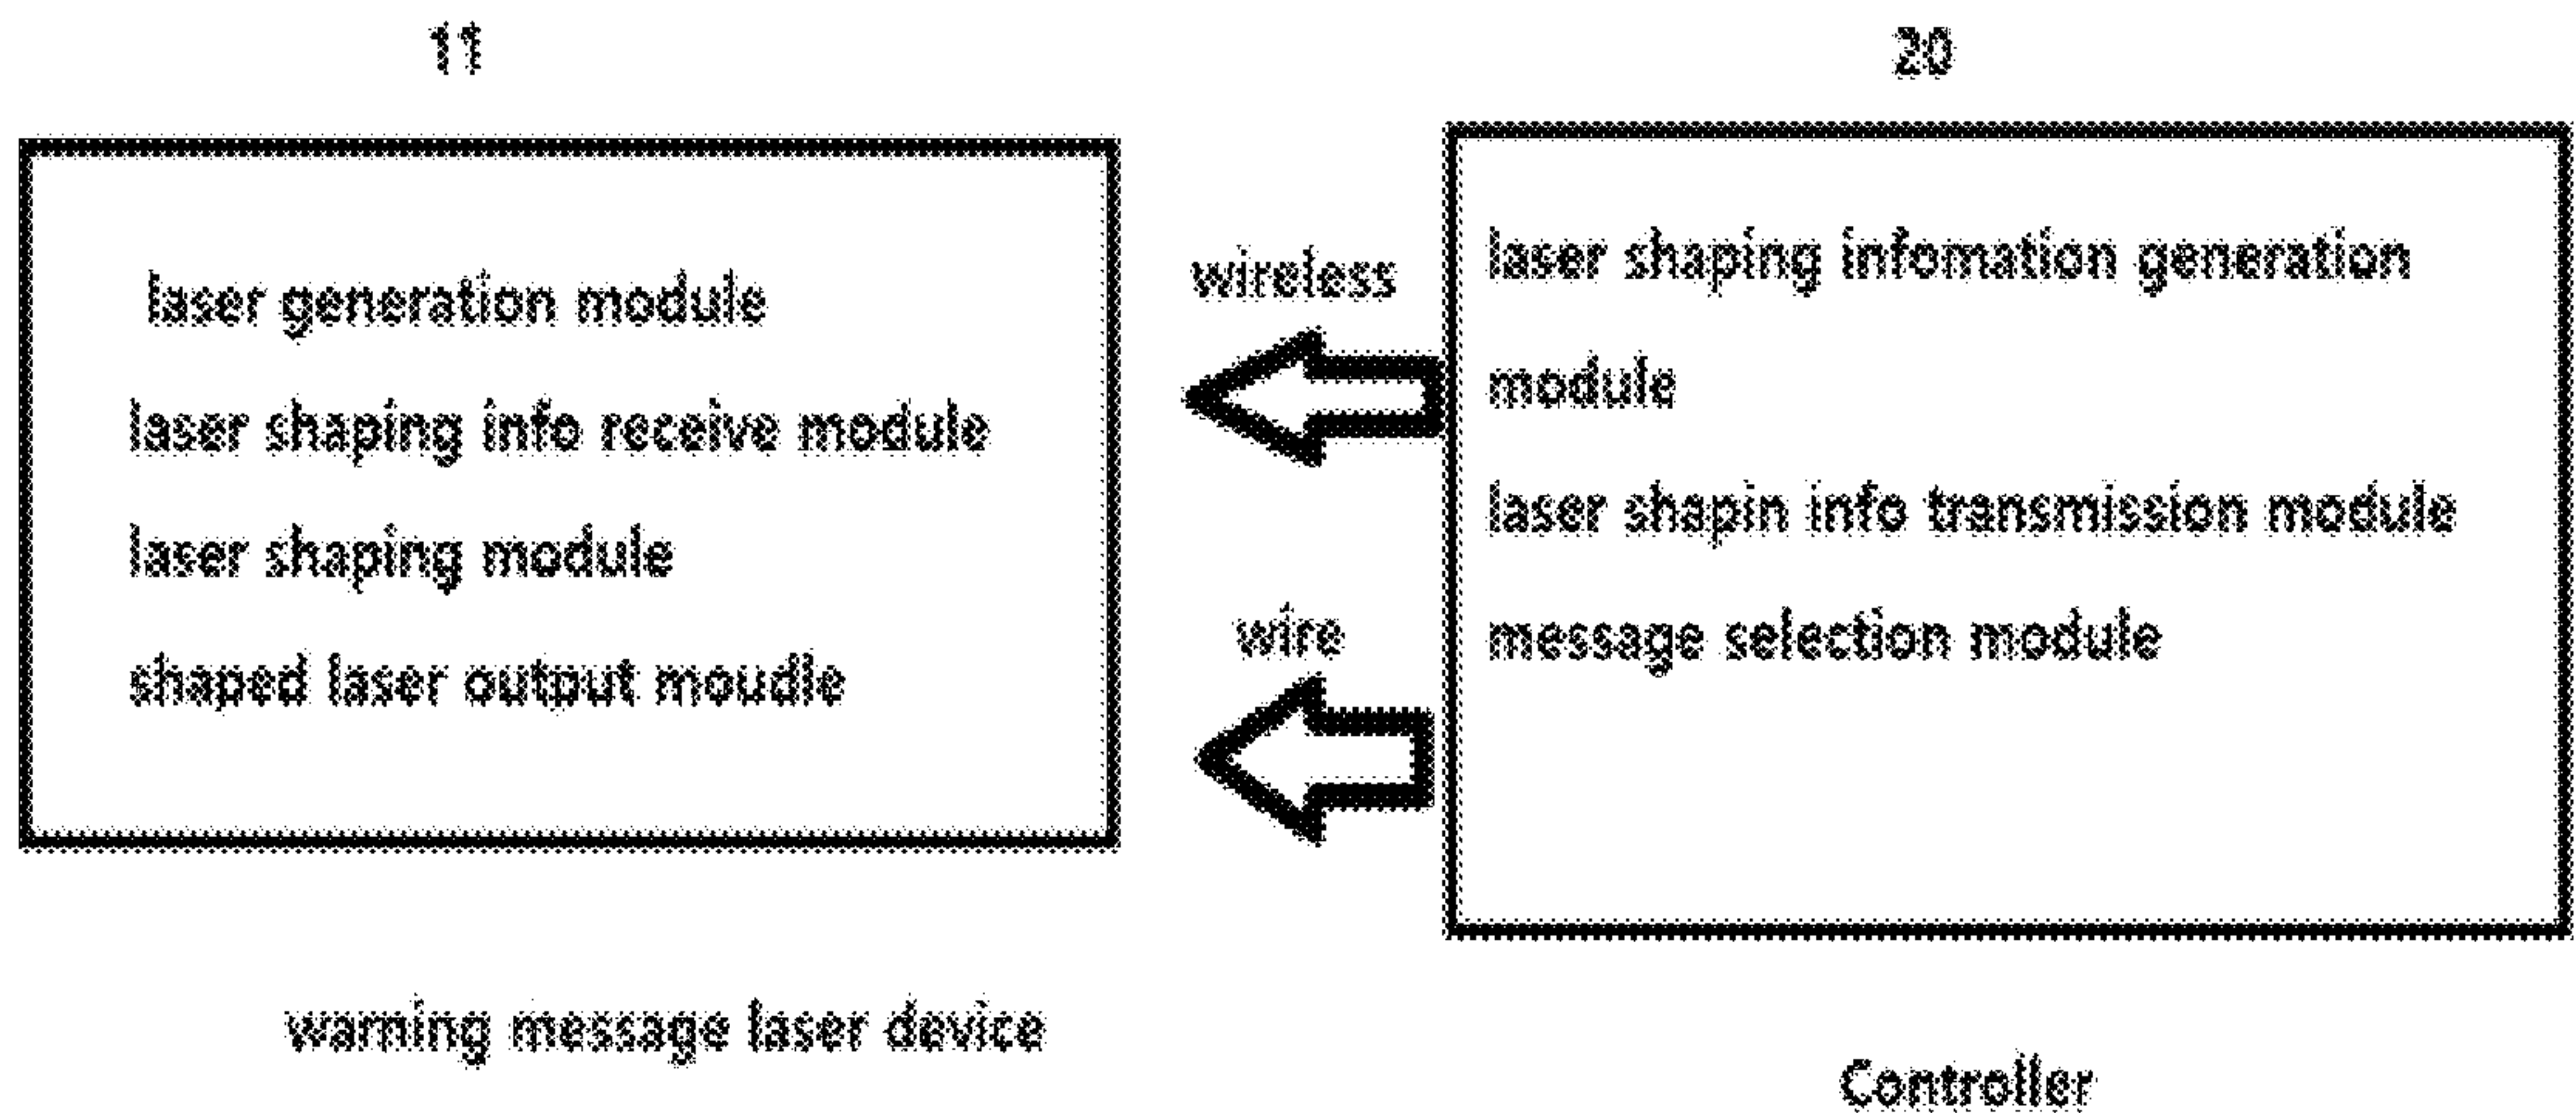 11
20
laser generation module
laser shaping info receive module
laser shaping module
shaped laser output moudle
wireless
wire
laser shaping infomation generation
module
laser shapin info transmission module
message selection module
warning message laser device
Controller